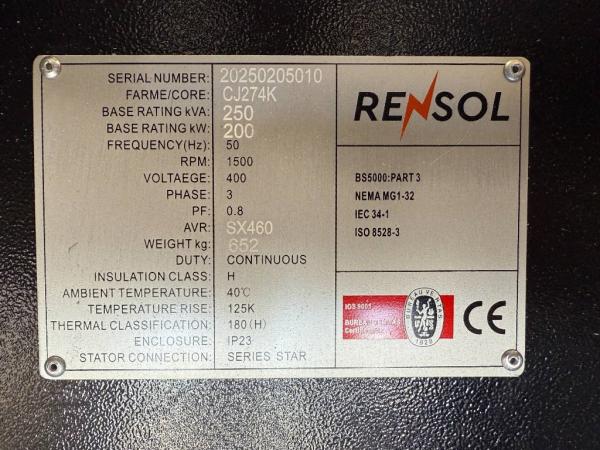 SERIAL NUMBER: 20250205010
FARME/CORE: CJ274K
BASE RATING kVA: 250
BASE RATING kW: 200
FREQUENCY(Hz): 50
RPM: 1500
VOLTAEGE: 400
PHASE: 3
PF: 0.8
AVR: SX460
WEIGHT kg: 652
DUTY: CONTINUOUS
INSULATION CLASS: H
AMBIENT TEMPERATURE: 40℃
TEMPERATURE RISE: 125K
THERMAL CLASSIFICATION: 180 (H)
ENCLOSURE: IP23
STATOR CONNECTION: SERIES STAR
RENSOL
BS5000:PART 3
NEMA MG1-32
IEC 34-1
ISO 8528-3
BUREAU VERITAS
1828
CE